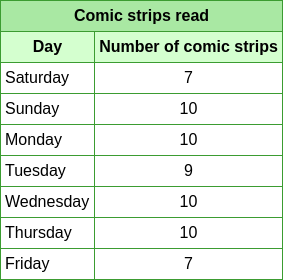 Comic strips read
Day Number of comic strips
Saturday 7
Sunday 10
Monday 10
Tuesday 9
Wednesday 10
Thursday 10
Friday 7